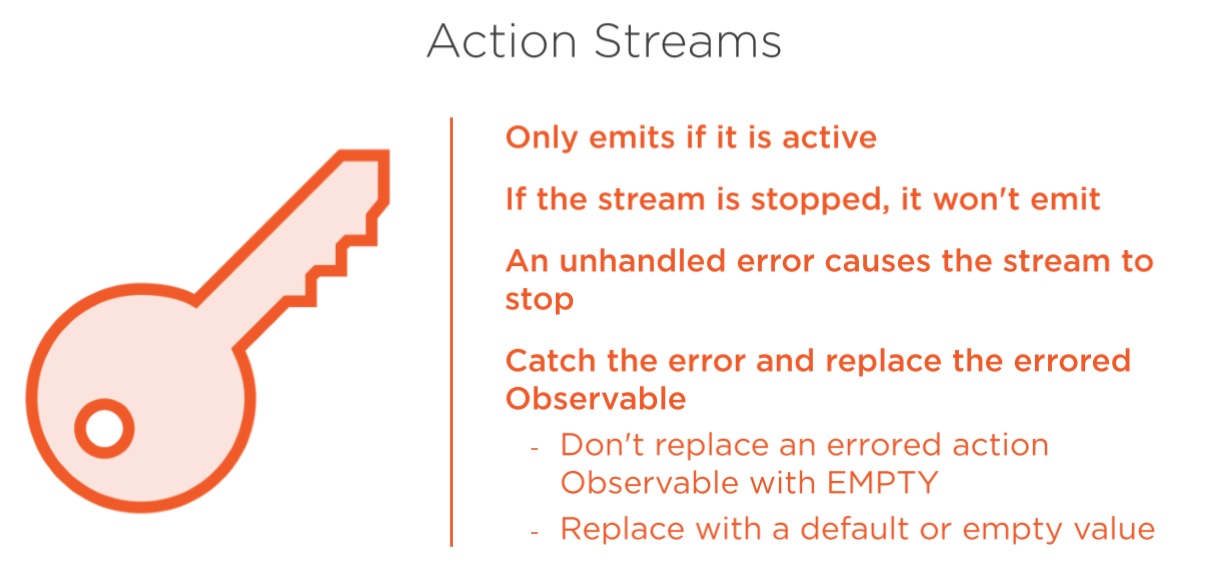 Action Streams
Only emits if it is active
If the stream is stopped, it won't emit
An unhandled error causes the stream to
stop
Catch the error and replace the errored
Observable
- Don't replace an errored action
Observable with EMPTY
- Replace with a default or empty value